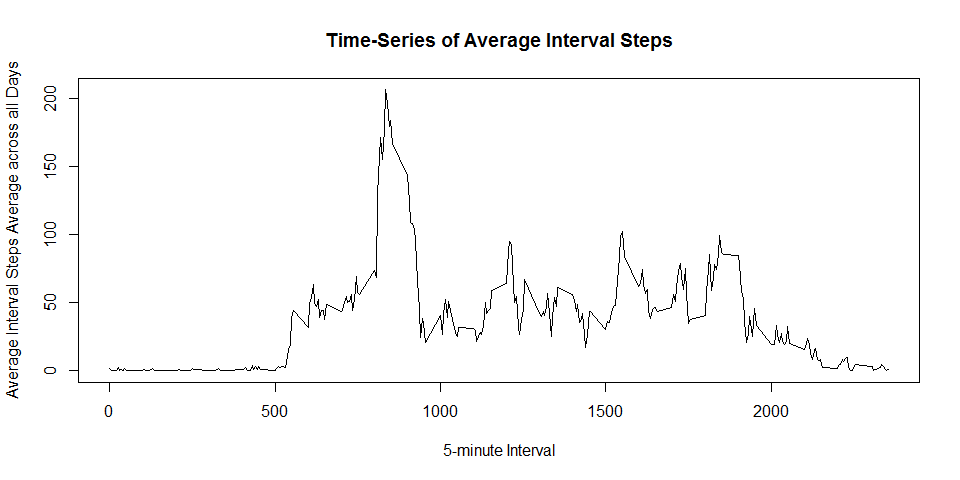 Time-Series of Average Interval Steps
Average Interval Steps Average across all Days
200
150
100
50
0
0 500 1000 1500 2000
5-minute Interval